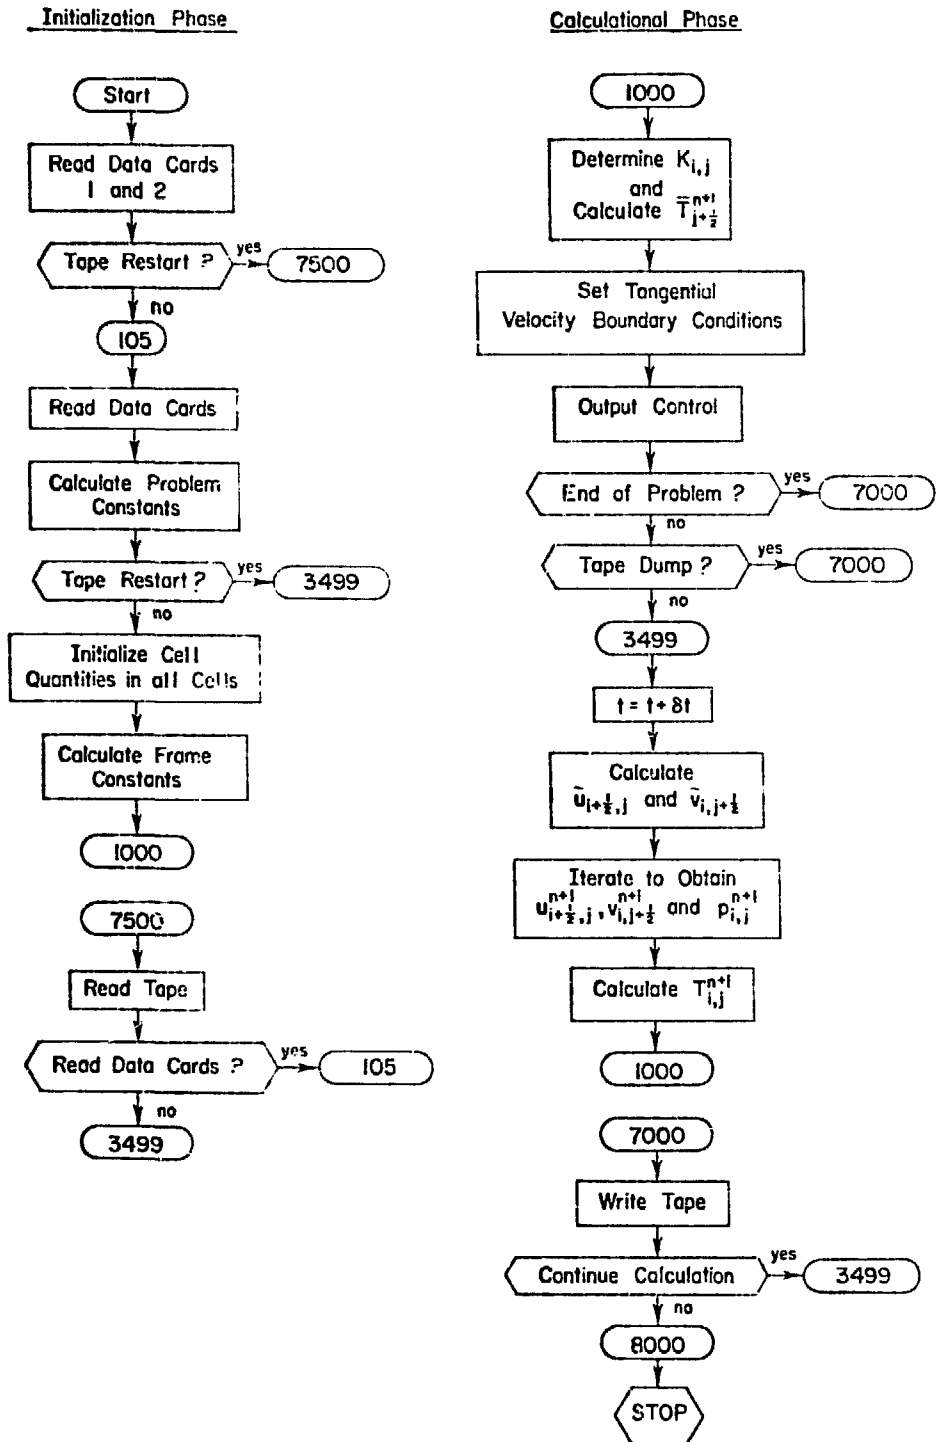 Initialization Phase
Start
Read Data Cards
1 and 2
Tape Restart ?
yes
7500
no
105
Read Data Cards
Calculate Problem
Constants
Tape Restart ?
yes
3499
no
Initialize Cell
Quantities in all Cells
Calculate Frame
Constants
1000
7500
Read Tape
Read Data Cards ?
yes
105
no
3499
Calculational Phase
1000
Determine K_{i,j}
and
Calculate T̄^{n+1}_{j+½}
Set Tangential
Velocity Boundary Conditions
Output Control
End of Problem ?
yes
7000
no
Tape Dump ?
yes
7000
no
3499
t = t + δt
Calculate
ũ_{i+½,j} and ṽ_{i,j+½}
Iterate to Obtain
u^{n+1}_{i+½,j}, v^{n+1}_{i,j+½} and p^{n+1}_{i,j}
Calculate T^{n+1}_{i,j}
1000
7000
Write Tape
Continue Calculation
yes
3499
no
8000
STOP